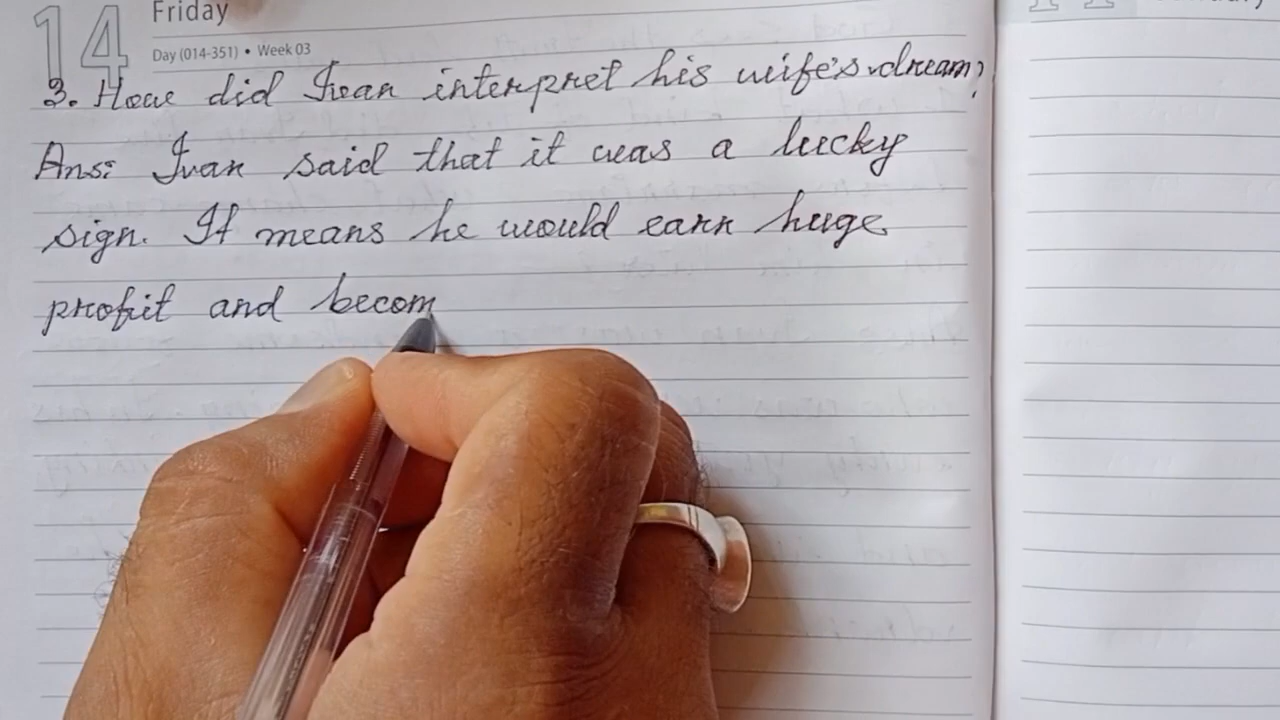 14 Friday
Day (014-351) • Week 03
3. How did Ivan interpret his wife's dream?
Ans: Ivan said that it was a lucky
sign. It means he would earn huge
profit and becom